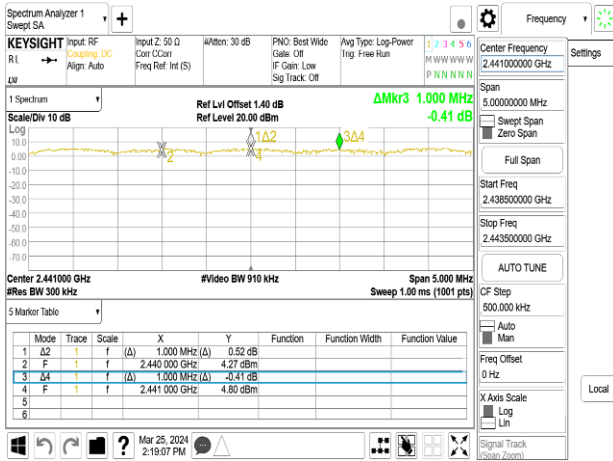 Spectrum Analyzer 1
Swept SA
+
Frequency
KEYSIGHT Input: RF Input Z: 50 Ω #Atten: 30 dB PNO: Best Wide Avg Type: Log-Power 1 2 3 4 5 6
RL Coupling: DC Corr CCorr Gate: Off Trig: Free Run M W W W W W
Align: Auto Freq Ref: Int (S) IF Gain: Low
Sig Track: Off P N N N N N
LXI
1 Spectrum
Scale/Div 10 dB
Ref Lvl Offset 1.40 dB
Ref Level 20.00 dBm
ΔMkr3 1.000 MHz
-0.41 dB
Log
10.0
0.00
-10.0
-20.0
-30.0
-40.0
-50.0
-60.0
-70.0
1Δ2
3Δ4
2
4
Center 2.441000 GHz #Video BW 910 kHz Span 5.000 MHz
#Res BW 300 kHz Sweep 1.00 ms (1001 pts)
5 Marker Table
Mode Trace Scale X Y Function Function Width Function Value
1 Δ2 1 f (Δ) 1.000 MHz (Δ) 0.52 dB
2 F 1 f 2.440 000 GHz 4.27 dBm
3 Δ4 1 f (Δ) 1.000 MHz (Δ) -0.41 dB
4 F 1 f 2.441 000 GHz 4.80 dBm
5
6
?
Mar 25, 2024
2:19:07 PM
Center Frequency
2.441000000 GHz
Settings
Span
5.00000000 MHz
Swept Span
Zero Span
Full Span
Start Freq
2.438500000 GHz
Stop Freq
2.443500000 GHz
AUTO TUNE
CF Step
500.000 kHz
Auto
Man
Freq Offset
0 Hz
X Axis Scale
Log
Lin
Local
Signal Track
(Span Zoom)